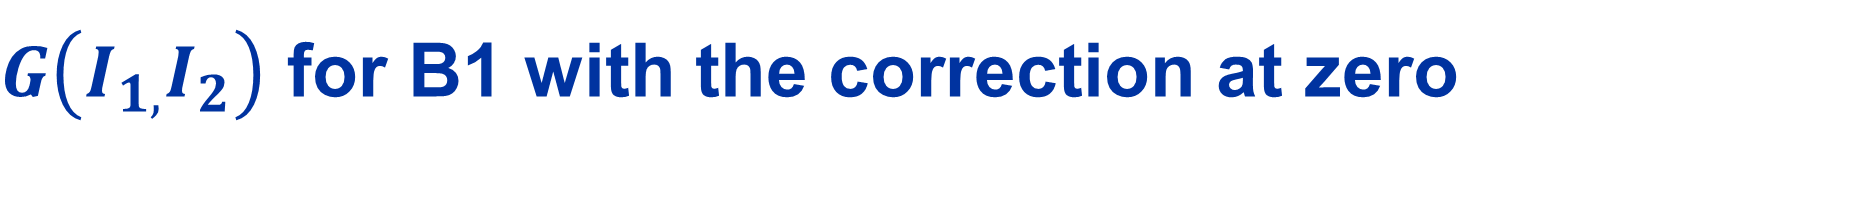 G(I₁,I₂) for B1 with the correction at zero